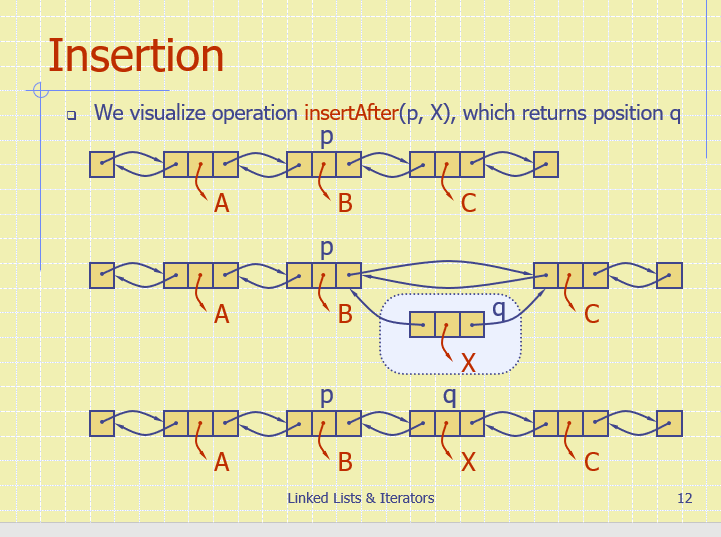 Insertion
We visualize operation insertAfter(p, X), which returns position q
p
A B C
p
q
A B C
X
p q
A B X C
Linked Lists & Iterators 12